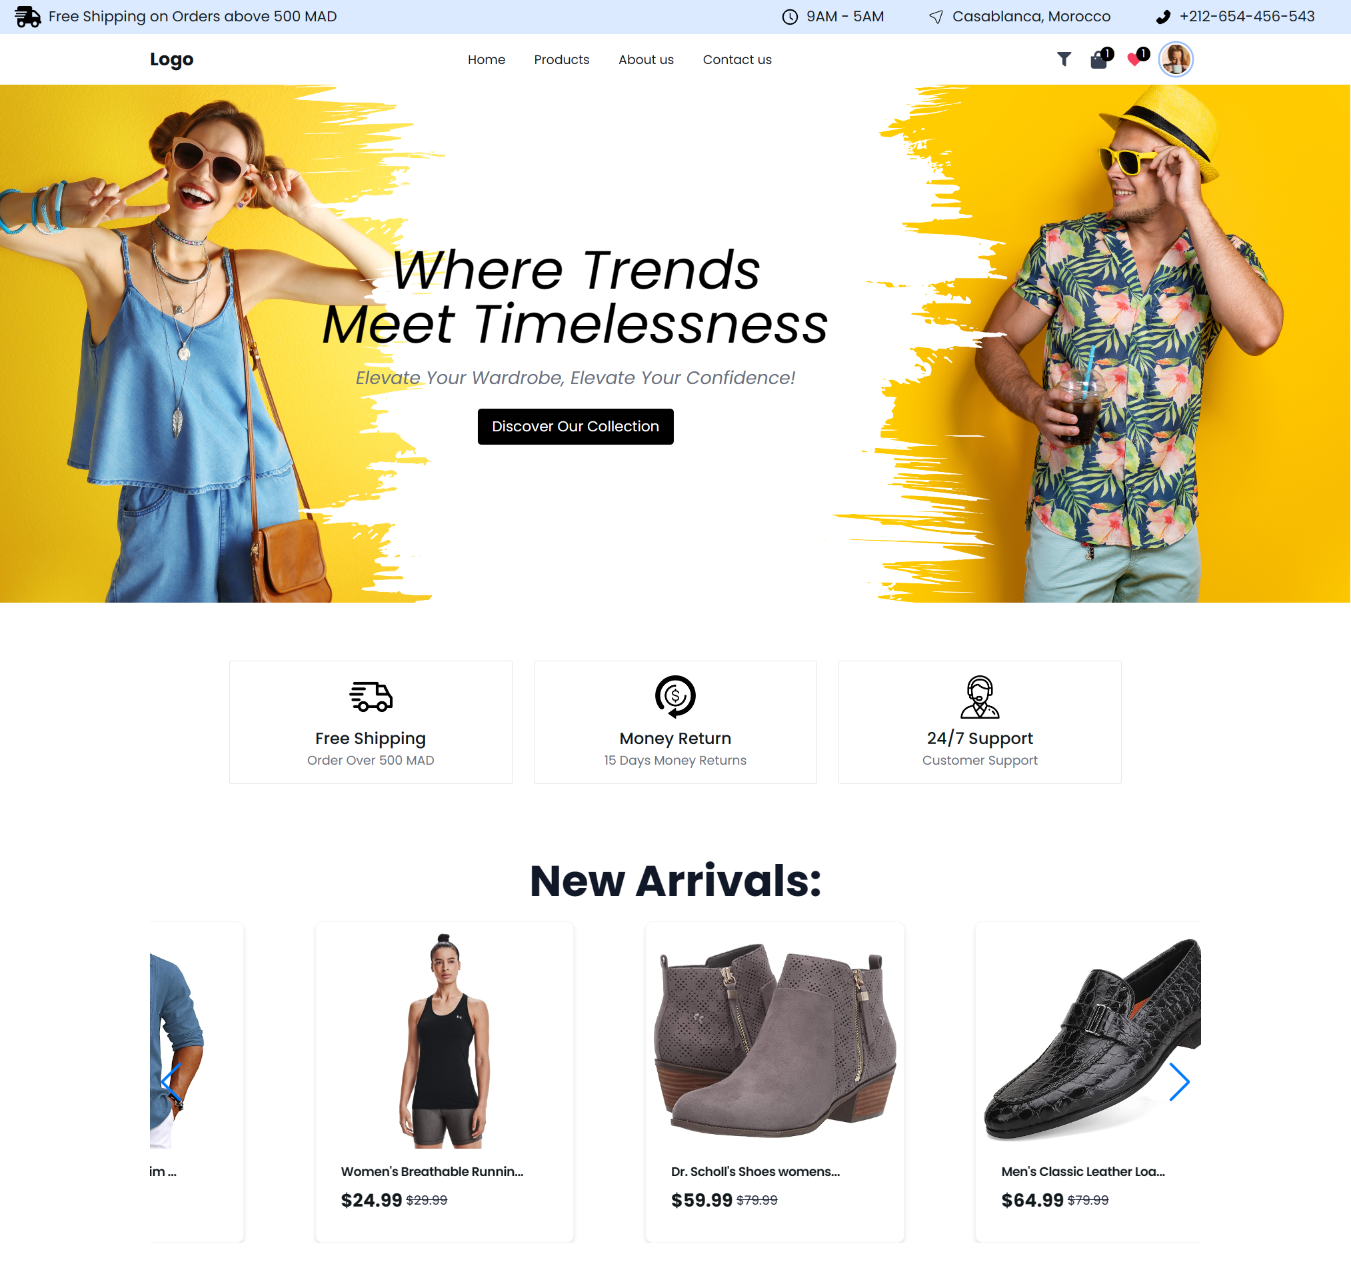 Free Shipping on Orders above 500 MAD
9AM - 5AM
Casablanca, Morocco
+212-654-456-543
Logo
Home
Products
About us
Contact us
1
1
Where Trends
Meet Timelessness
Elevate Your Wardrobe, Elevate Your Confidence!
Discover Our Collection
Free Shipping
Order Over 500 MAD
Money Return
15 Days Money Returns
24/7 Support
Customer Support
New Arrivals:
im ...
Women's Breathable Runnin...
$24.99 $29.99
Dr. Scholl's Shoes womens...
$59.99 $79.99
Men's Classic Leather Loa...
$64.99 $79.99